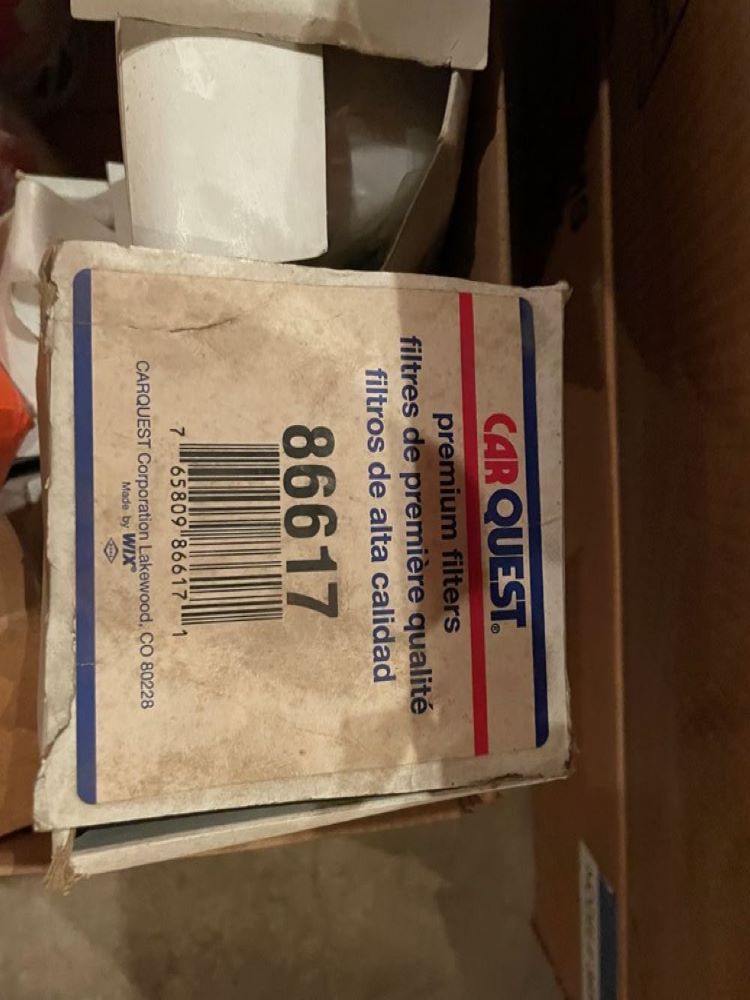 CARQUEST®
premium filters
filtres de première qualité
filtros de alta calidad
86617
7 65809 86617 1
CARQUEST Corporation Lakewood, CO 80228
Made by WIX®